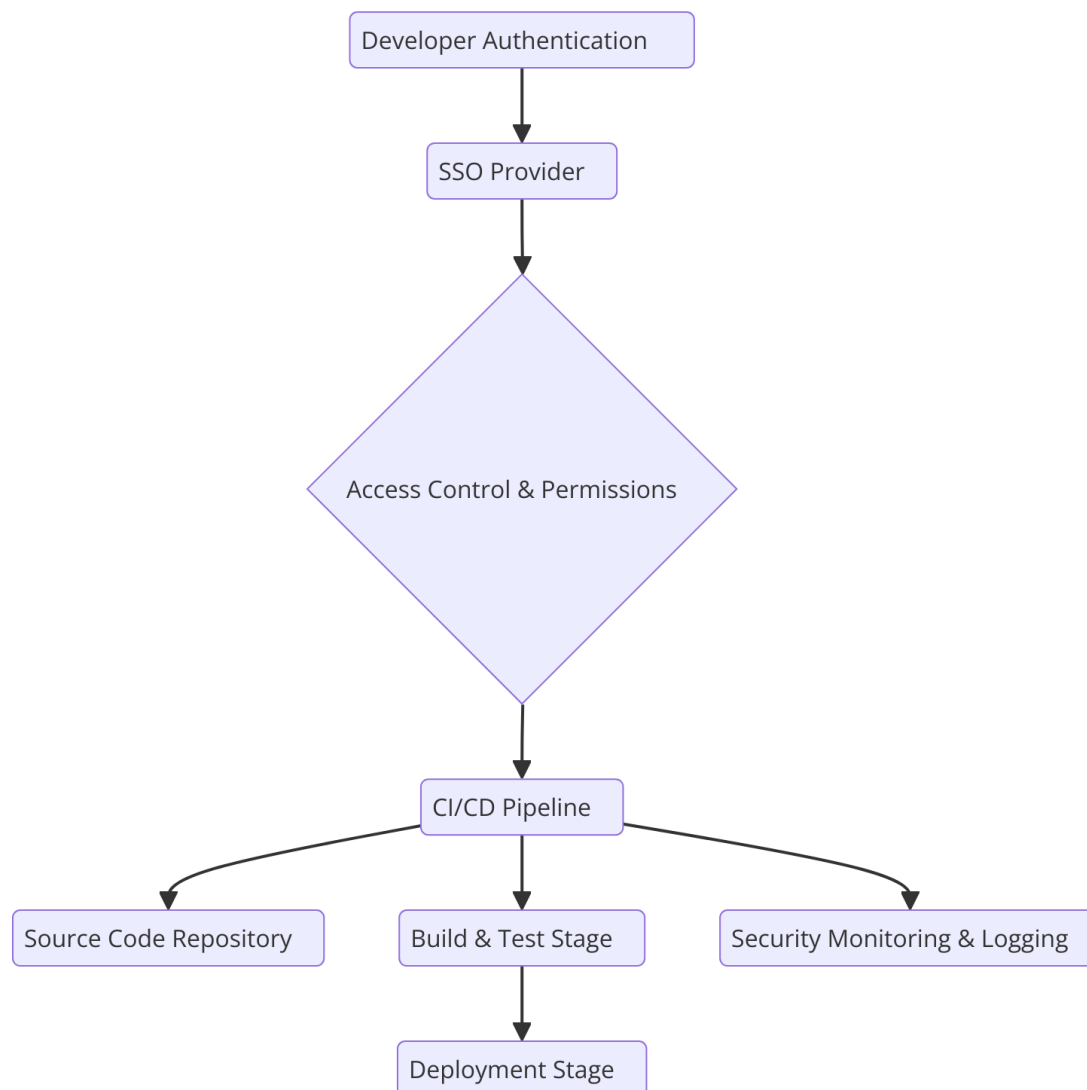 Developer Authentication
SSO Provider
Access Control & Permissions
CI/CD Pipeline
Source Code Repository
Build & Test Stage
Security Monitoring & Logging
Deployment Stage